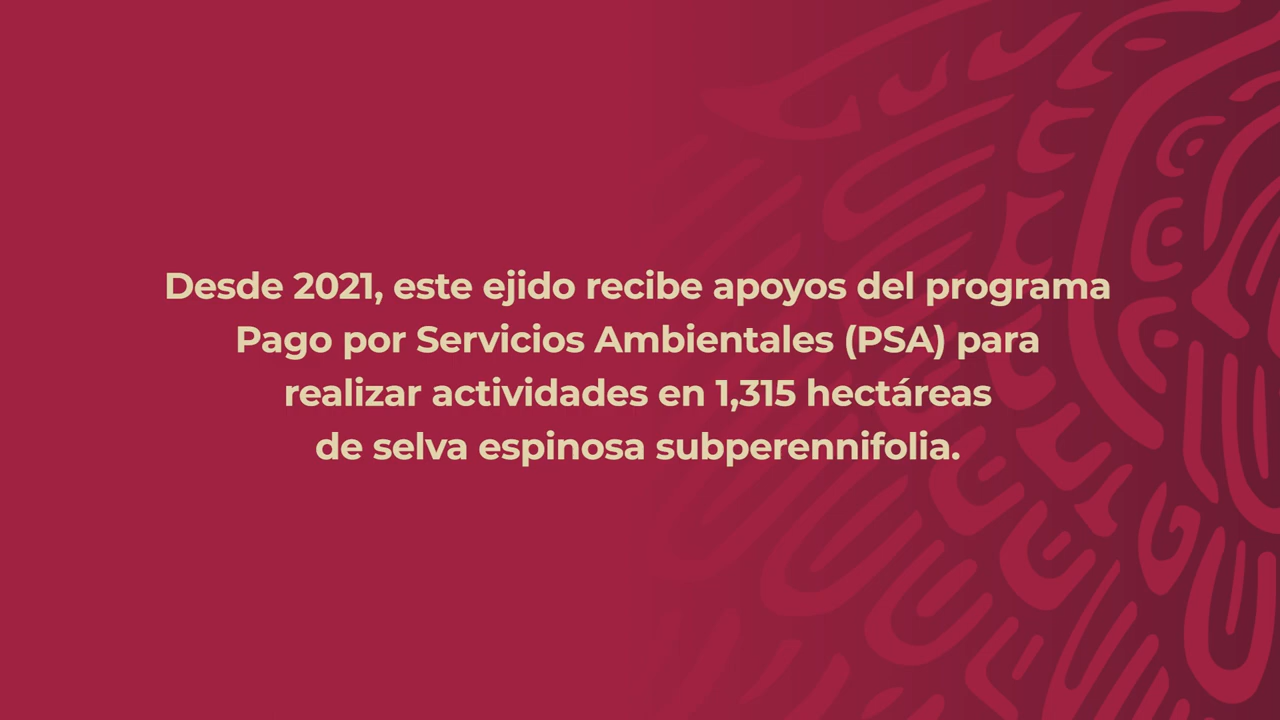 Desde 2021, este ejido recibe apoyos del programa
Pago por Servicios Ambientales (PSA) para
realizar actividades en 1,315 hectáreas
de selva espinosa subperennifolia.